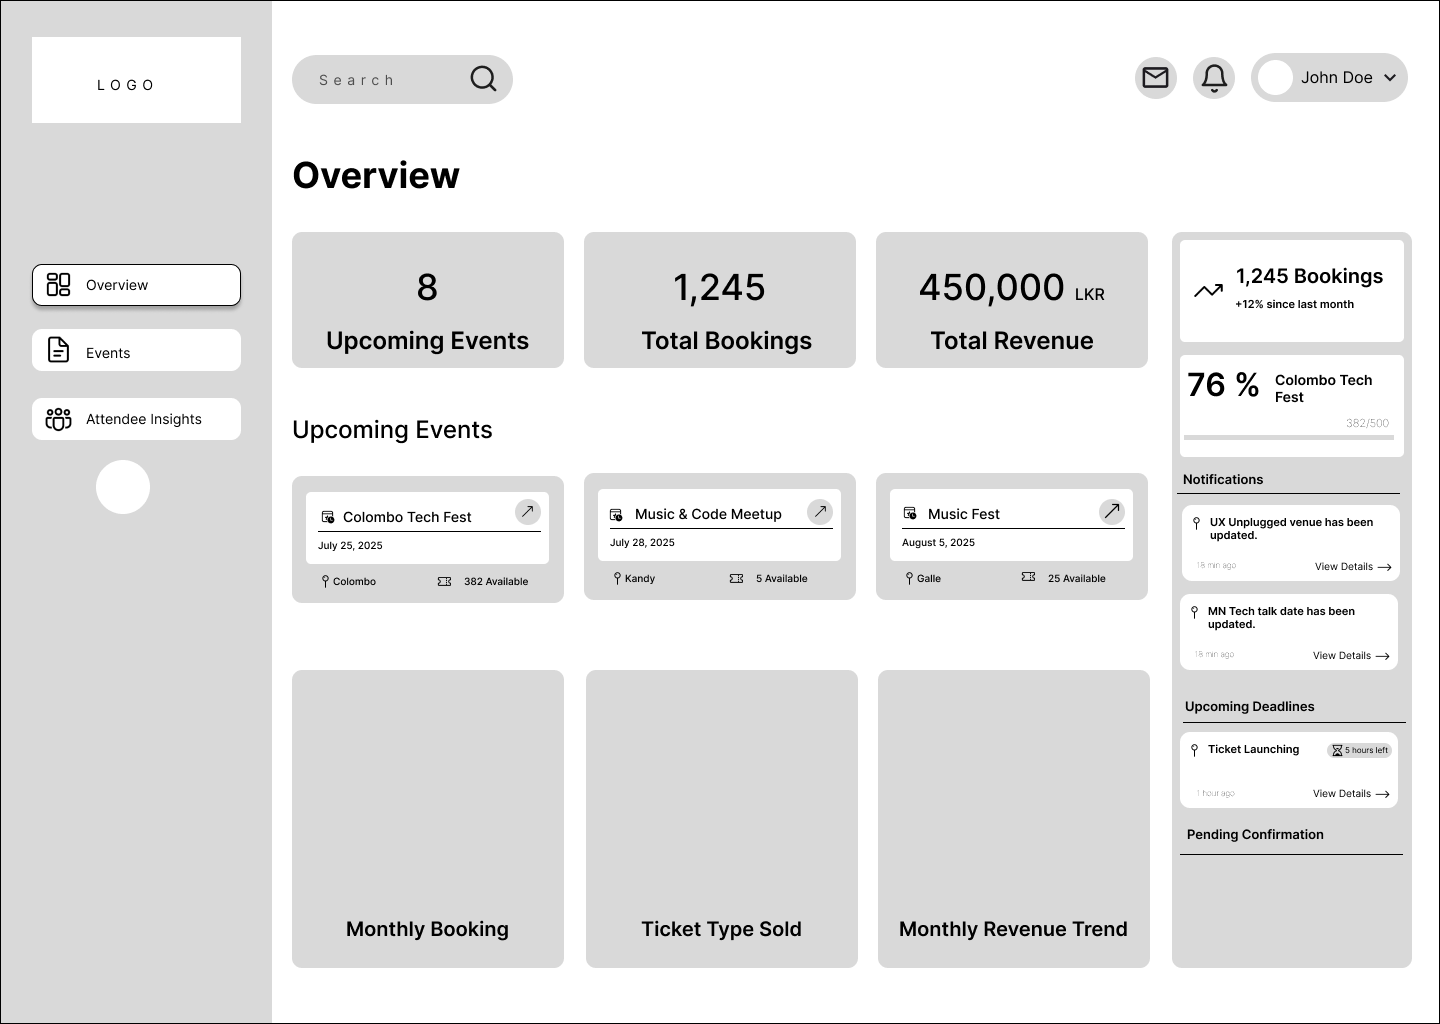 LOGO
Search
John Doe
Overview
Events
Attendee Insights
Overview
8
Upcoming Events
1,245
Total Bookings
450,000 LKR
Total Revenue
Upcoming Events
Colombo Tech Fest
July 25, 2025
Colombo
382 Available
Music & Code Meetup
July 28, 2025
Kandy
5 Available
Music Fest
August 5, 2025
Galle
25 Available
Monthly Booking
Ticket Type Sold
Monthly Revenue Trend
1,245 Bookings
+12% since last month
76 %
Colombo Tech
Fest
382/500
Notifications
UX Unplugged venue has been
updated.
18 min ago
View Details
MN Tech talk date has been
updated.
18 min ago
View Details
Upcoming Deadlines
Ticket Launching
5 hours left
1 hour ago
View Details
Pending Confirmation